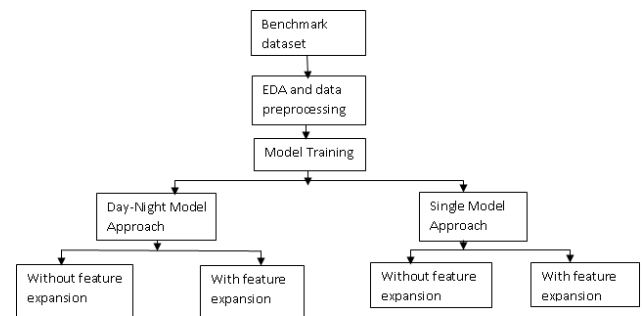 Benchmark
dataset
EDA and data
preprocessing
Model Training
Day-Night Model
Approach
Single Model
Approach
Without feature
expansion
With feature
expansion
Without feature
expansion
With feature
expansion